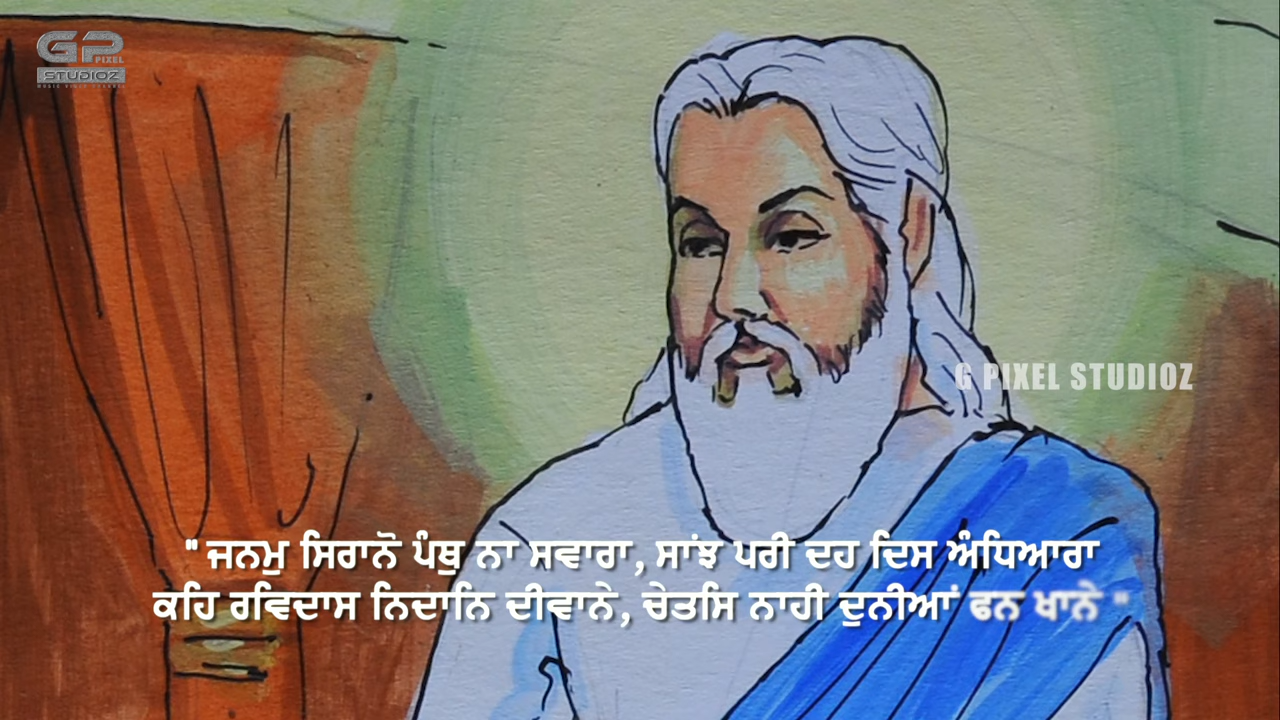 GP
PIXEL
STUDIOZ
G PIXEL STUDIOZ
" ਜਨਮੁ ਸਿਰਾਨੋ ਪੰਥੁ ਨਾ ਸਵਾਰਾ, ਸਾਂਝ ਪਰੀ ਦਹ ਦਿਸ ਅੰਧਿਆਰਾ
ਕਹਿ ਰਵਿਦਾਸ ਨਿਦਾਨਿ ਦੀਵਾਨੇ, ਚੇਤਸਿ ਨਾਹੀ ਦੁਨੀਆਂ ਫਨ ਖਾਨੇ "